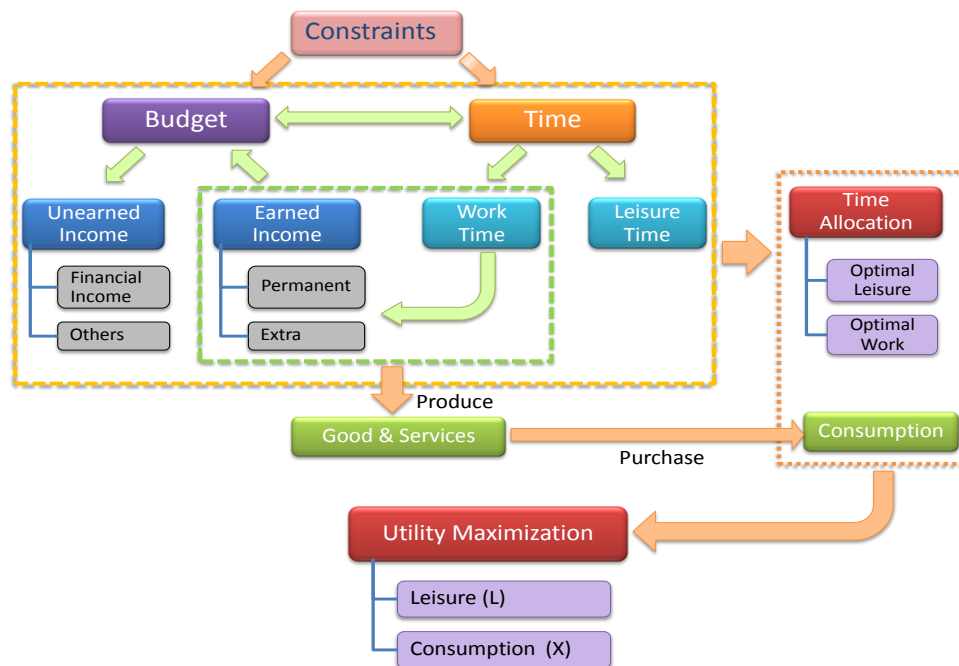 Constraints
Budget
Time
Unearned
Income
Earned
Income
Work
Time
Leisure
Time
Time
Allocation
Financial
Income
Permanent
Optimal
Leisure
Others
Extra
Optimal
Work
Produce
Good & Services
Consumption
Purchase
Utility Maximization
Leisure (L)
Consumption (X)